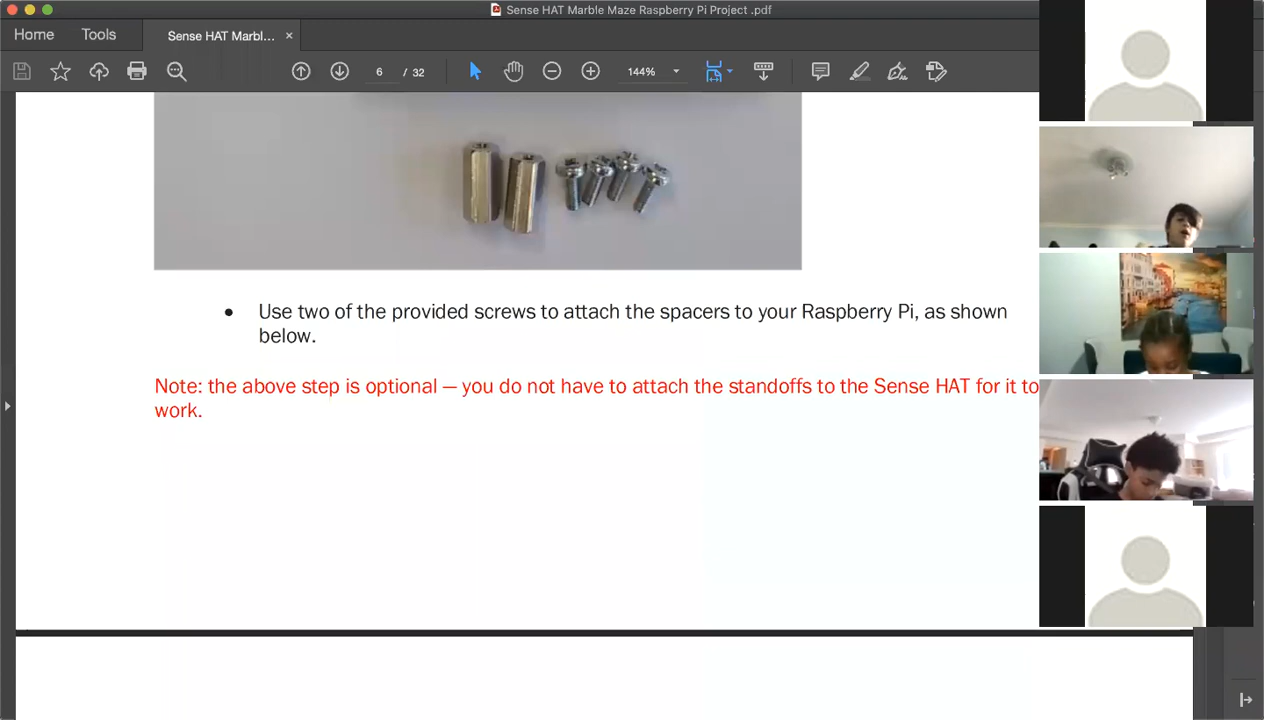 Sense HAT Marble Maze Raspberry Pi Project .pdf
Home Tools Sense HAT Marbl... ×
6 / 32 144%
• Use two of the provided screws to attach the spacers to your Raspberry Pi, as shown
below.
Note: the above step is optional — you do not have to attach the standoffs to the Sense HAT for it to
work.